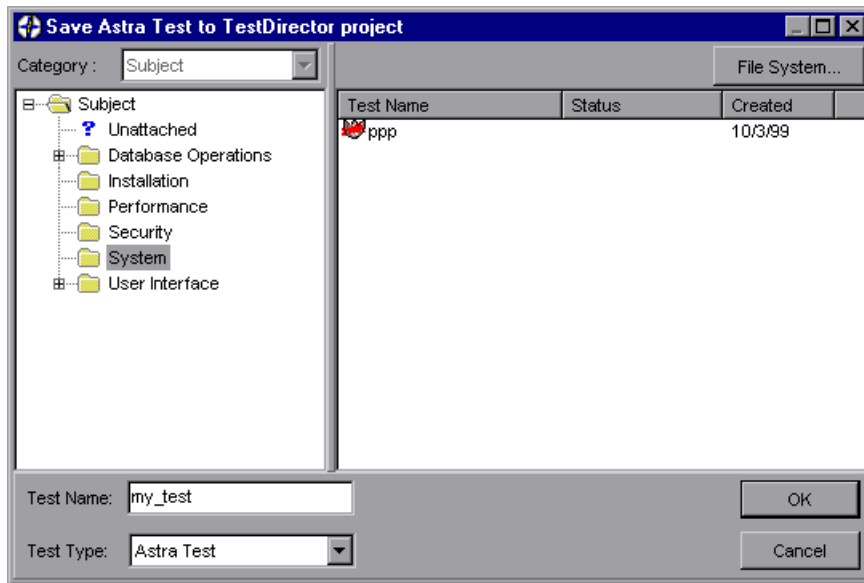 Save Astra Test to TestDirector project
Category : Subject
File System...
Subject
Unattached
Database Operations
Installation
Performance
Security
System
User Interface
Test Name Status Created
ppp 10/3/99
Test Name: my_test
OK
Test Type: Astra Test
Cancel